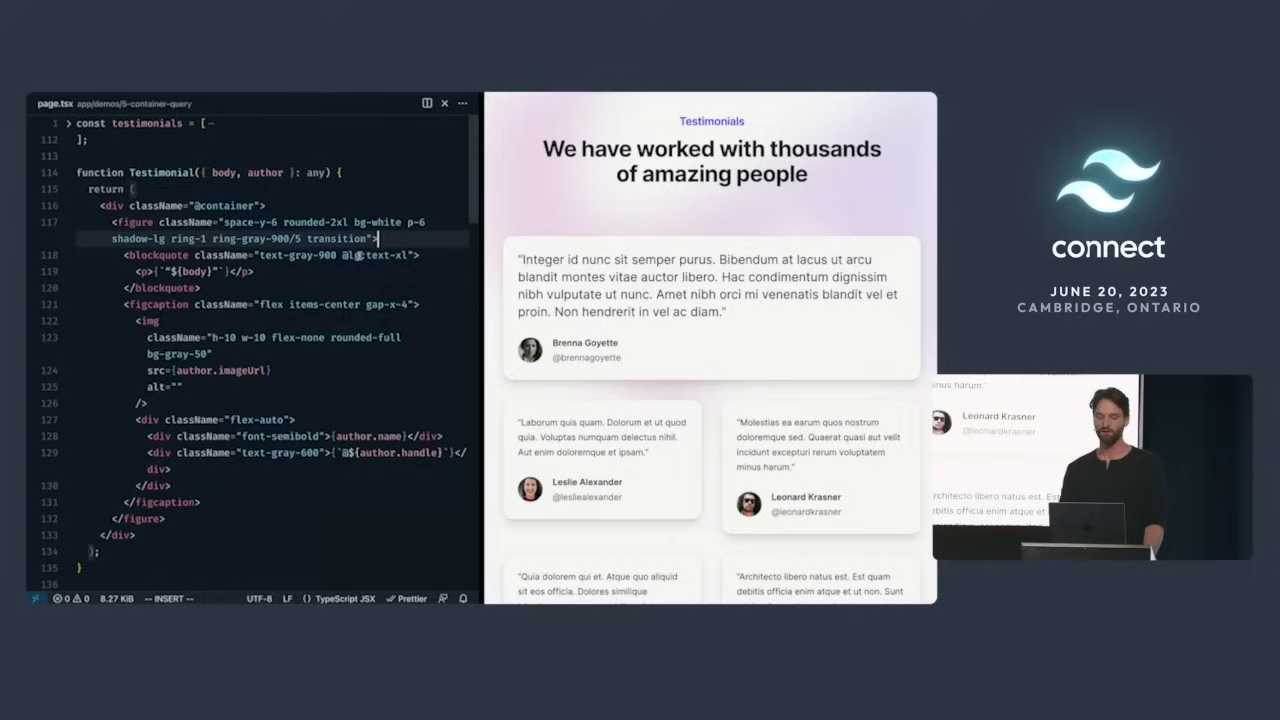 page.tsx app/demos/5-container-query
1 const testimonials = [
112 ];
113
114 function Testimonial({ body, author }: any) {
115 return (
116 <div className="@container">
117 <figure className="space-y-6 rounded-2xl bg-white p-6
shadow-lg ring-1 ring-gray-900/5 transition">
118 <blockquote className="text-gray-900 @lg:text-xl">
119 <p>{`“${body}”`}</p>
120 </blockquote>
121 <figcaption className="flex items-center gap-x-4">
122 <img
123 className="h-10 w-10 flex-none rounded-full
bg-gray-50"
124 src={author.imageUrl}
125 alt=""
126 />
127 <div className="flex-auto">
128 <div className="font-semibold">{author.name}</div>
129 <div className="text-gray-600">{`@${author.handle}`}</
div>
130 </div>
131 </figcaption>
132 </figure>
133 </div>
134 );
135 }
136
0 0 8.27 KiB -- INSERT -- UTF-8 LF {} TypeScript JSX Prettier
Testimonials
We have worked with thousands
of amazing people
“Integer id nunc sit semper purus. Bibendum at lacus ut arcu
blandit montes vitae auctor libero. Hac condimentum dignissim
nibh vulputate ut nunc. Amet nibh orci mi venenatis blandit vel et
proin. Non hendrerit in vel ac diam.”
Brenna Goyette
@brennagoyette
“Laborum quis quam. Dolorum et ut quod
quia. Voluptas numquam delectus nihil.
Aut enim doloremque et ipsam.”
Leslie Alexander
@lesliealexander
“Molestias ea earum quos nostrum
doloremque sed. Quaerat quasi aut velit
incidunt excepturi rerum voluptatem
minus harum.”
Leonard Krasner
@leonardkrasner
“Quia dolorem qui et. Atque quo aliquid
sit eos officia. Dolores similique
“Architecto libero natus est. Est quam
debitis officia enim atque et ut non. Sunt
connect
JUNE 20, 2023
CAMBRIDGE, ONTARIO
minus harum.”
Leonard Krasner
@leonardkrasner
Architecto libero natus est. Est
debitis officia enim atque et u